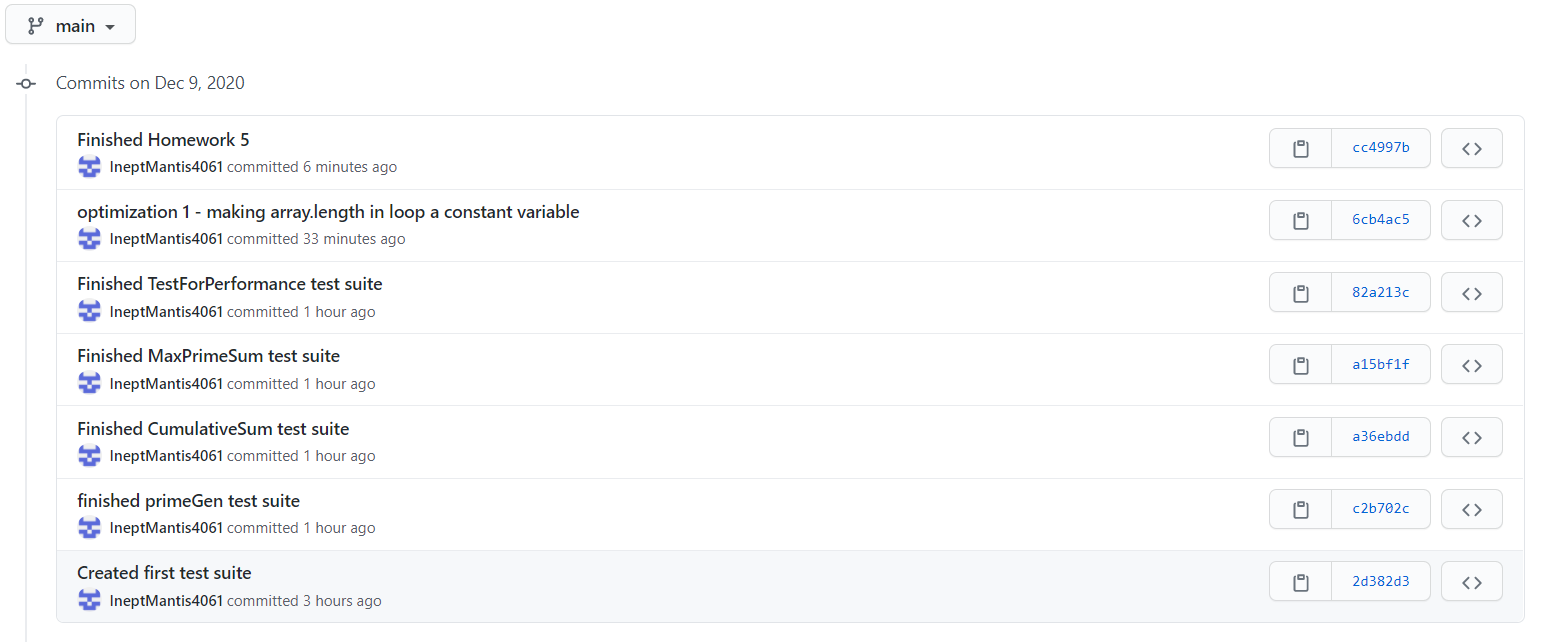 main
Commits on Dec 9, 2020
Finished Homework 5
IneptMantis4061 committed 6 minutes ago
cc4997b
optimization 1 - making array.length in loop a constant variable
IneptMantis4061 committed 33 minutes ago
6cb4ac5
Finished TestForPerformance test suite
IneptMantis4061 committed 1 hour ago
82a213c
Finished MaxPrimeSum test suite
IneptMantis4061 committed 1 hour ago
a15bf1f
Finished CumulativeSum test suite
IneptMantis4061 committed 1 hour ago
a36ebdd
finished primeGen test suite
IneptMantis4061 committed 1 hour ago
c2b702c
Created first test suite
IneptMantis4061 committed 3 hours ago
2d382d3